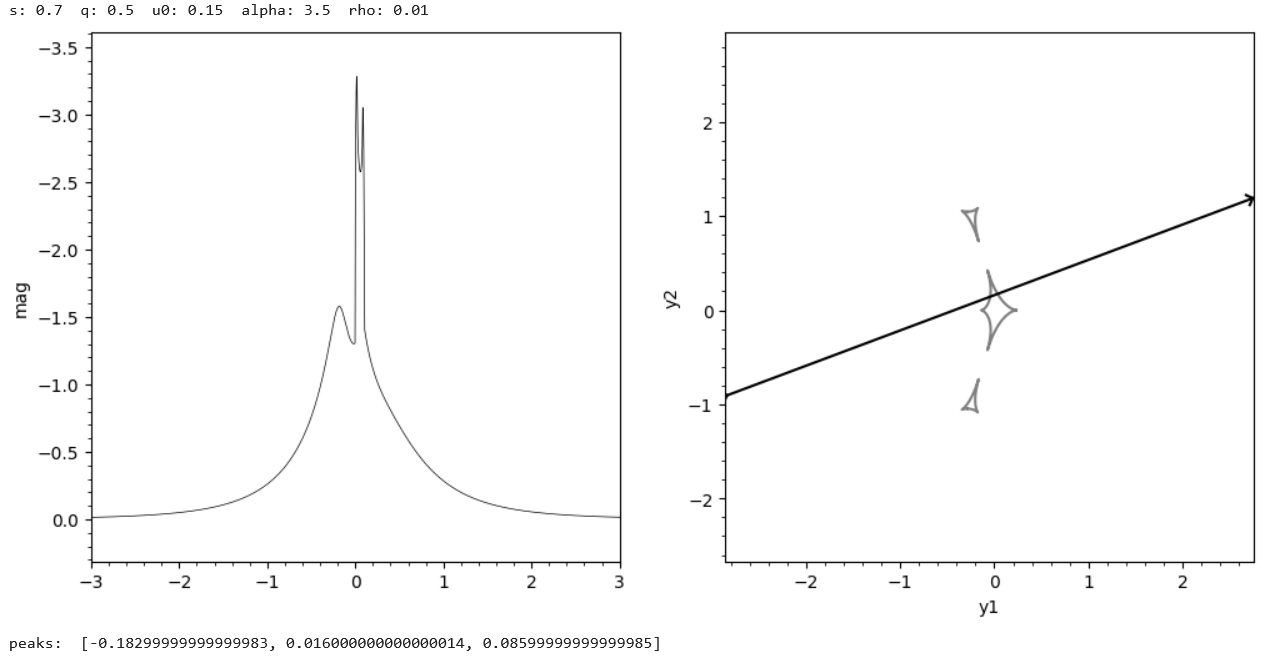 s: 0.7  q: 0.5  u0: 0.15  alpha: 3.5  rho: 0.01
−3.5
−3.0
−2.5
−2.0
−1.5
−1.0
−0.5
0.0
mag
−3 −2 −1 0 1 2 3
2
1
0
−1
−2
y2
−2 −1 0 1 2
y1
peaks:  [-0.18299999999999983, 0.016000000000000014, 0.08599999999999985]